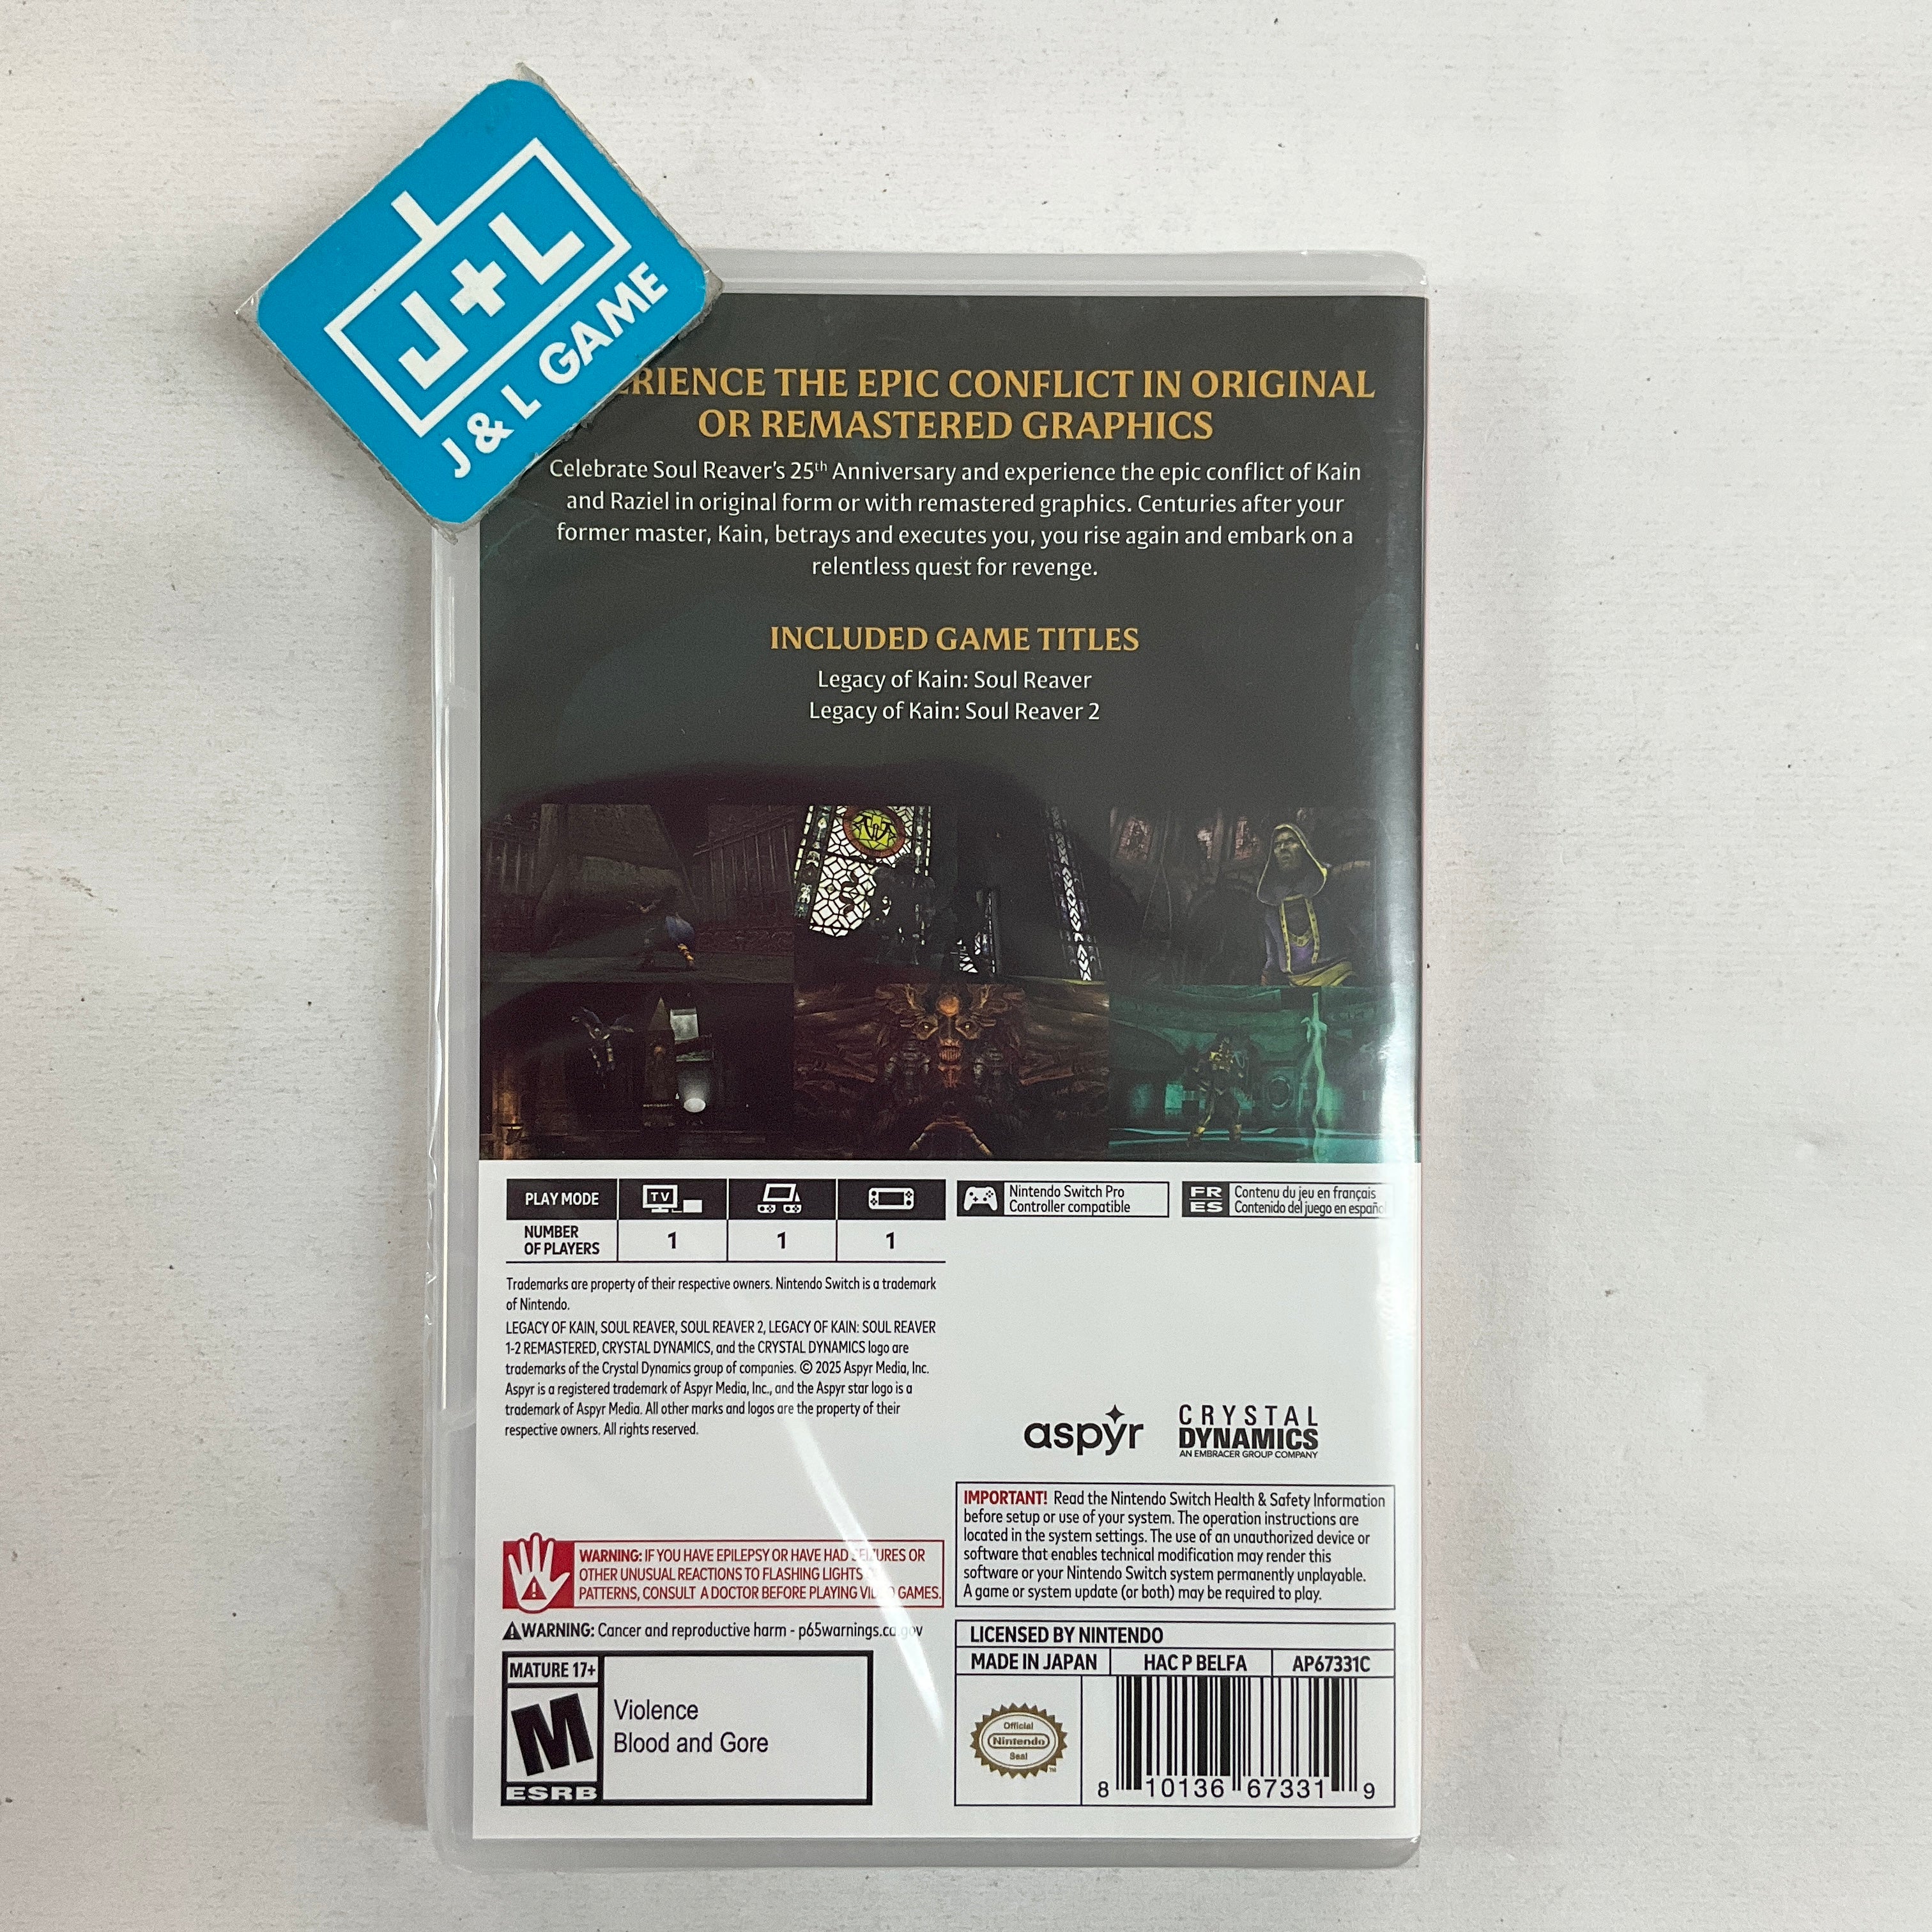 J+L
J & L GAME
RIENCE THE EPIC CONFLICT IN ORIGINAL
OR REMASTERED GRAPHICS
Celebrate Soul Reaver's 25th Anniversary and experience the epic conflict of Kain
and Raziel in original form or with remastered graphics. Centuries after your
former master, Kain, betrays and executes you, you rise again and embark on a
relentless quest for revenge.
INCLUDED GAME TITLES
Legacy of Kain: Soul Reaver
Legacy of Kain: Soul Reaver 2
PLAY MODE
TV
NUMBER
OF PLAYERS
1 1 1
Nintendo Switch Pro
Controller compatible
FR
ES
Contenu du jeu en français
Contenido del juego en español
Trademarks are property of their respective owners. Nintendo Switch is a trademark
of Nintendo.
LEGACY OF KAIN, SOUL REAVER, SOUL REAVER 2, LEGACY OF KAIN: SOUL REAVER
1-2 REMASTERED, CRYSTAL DYNAMICS, and the CRYSTAL DYNAMICS logo are
trademarks of the Crystal Dynamics group of companies. © 2025 Aspyr Media, Inc.
Aspyr is a registered trademark of Aspyr Media, Inc., and the Aspyr star logo is a
trademark of Aspyr Media. All other marks and logos are the property of their
respective owners. All rights reserved.
aspyr
CRYSTAL
DYNAMICS
AN EMBRACER GROUP COMPANY
IMPORTANT! Read the Nintendo Switch Health & Safety Information
before setup or use of your system. The operation instructions are
located in the system settings. The use of an unauthorized device or
software that enables technical modification may render this
software or your Nintendo Switch system permanently unplayable.
A game or system update (or both) may be required to play.
WARNING: IF YOU HAVE EPILEPSY OR HAVE HAD SEIZURES OR
OTHER UNUSUAL REACTIONS TO FLASHING LIGHTS OR
PATTERNS, CONSULT A DOCTOR BEFORE PLAYING VIDEO GAMES.
WARNING: Cancer and reproductive harm - p65warnings.ca.gov
MATURE 17+
M
ESRB
Violence
Blood and Gore
LICENSED BY NINTENDO
MADE IN JAPAN HAC P BELFA AP67331C
Official
Nintendo
Seal
TM
8 10136 67331 9